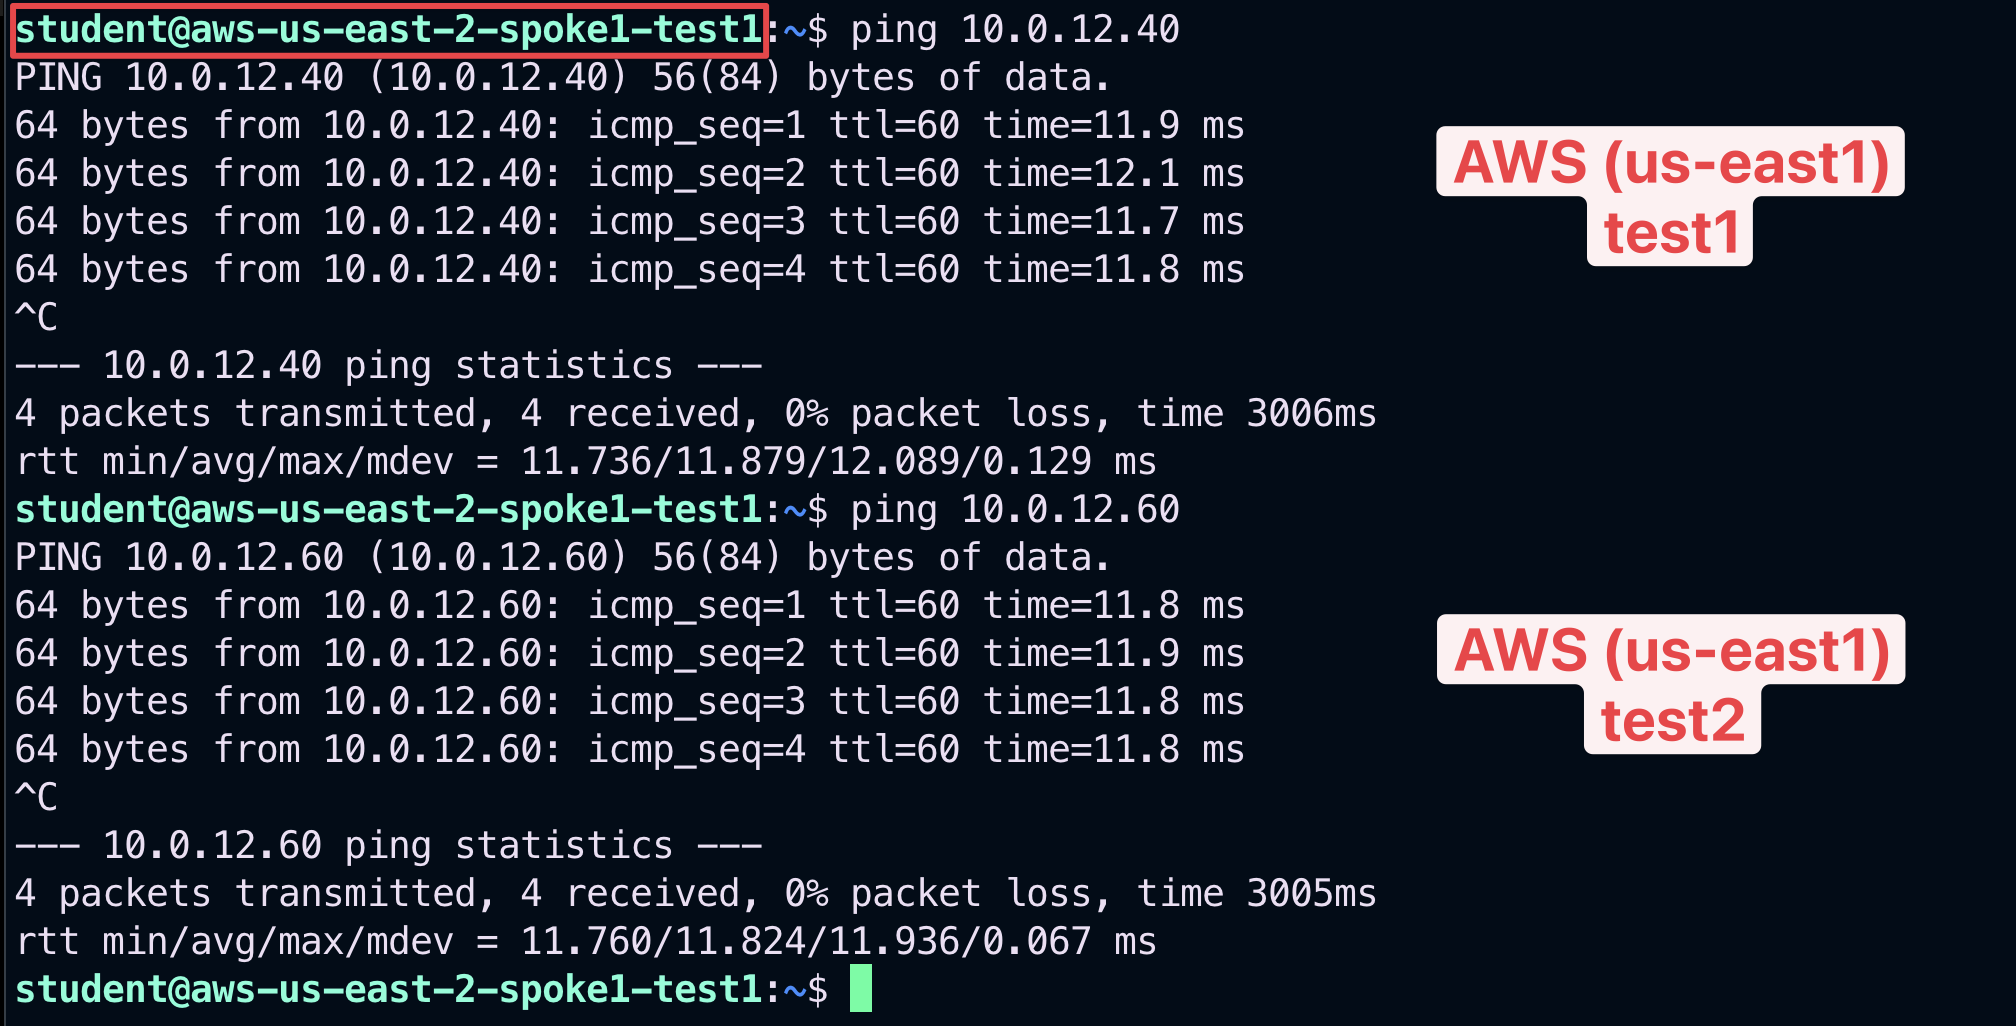 student@aws-us-east-2-spoke1-test1:~$ ping 10.0.12.40
PING 10.0.12.40 (10.0.12.40) 56(84) bytes of data.
64 bytes from 10.0.12.40: icmp_seq=1 ttl=60 time=11.9 ms
64 bytes from 10.0.12.40: icmp_seq=2 ttl=60 time=12.1 ms
64 bytes from 10.0.12.40: icmp_seq=3 ttl=60 time=11.7 ms
64 bytes from 10.0.12.40: icmp_seq=4 ttl=60 time=11.8 ms
^C
--- 10.0.12.40 ping statistics ---
4 packets transmitted, 4 received, 0% packet loss, time 3006ms
rtt min/avg/max/mdev = 11.736/11.879/12.089/0.129 ms
AWS (us-east1)
test1
student@aws-us-east-2-spoke1-test1:~$ ping 10.0.12.60
PING 10.0.12.60 (10.0.12.60) 56(84) bytes of data.
64 bytes from 10.0.12.60: icmp_seq=1 ttl=60 time=11.8 ms
64 bytes from 10.0.12.60: icmp_seq=2 ttl=60 time=11.9 ms
64 bytes from 10.0.12.60: icmp_seq=3 ttl=60 time=11.8 ms
64 bytes from 10.0.12.60: icmp_seq=4 ttl=60 time=11.8 ms
^C
--- 10.0.12.60 ping statistics ---
4 packets transmitted, 4 received, 0% packet loss, time 3005ms
rtt min/avg/max/mdev = 11.760/11.824/11.936/0.067 ms
AWS (us-east1)
test2
student@aws-us-east-2-spoke1-test1:~$